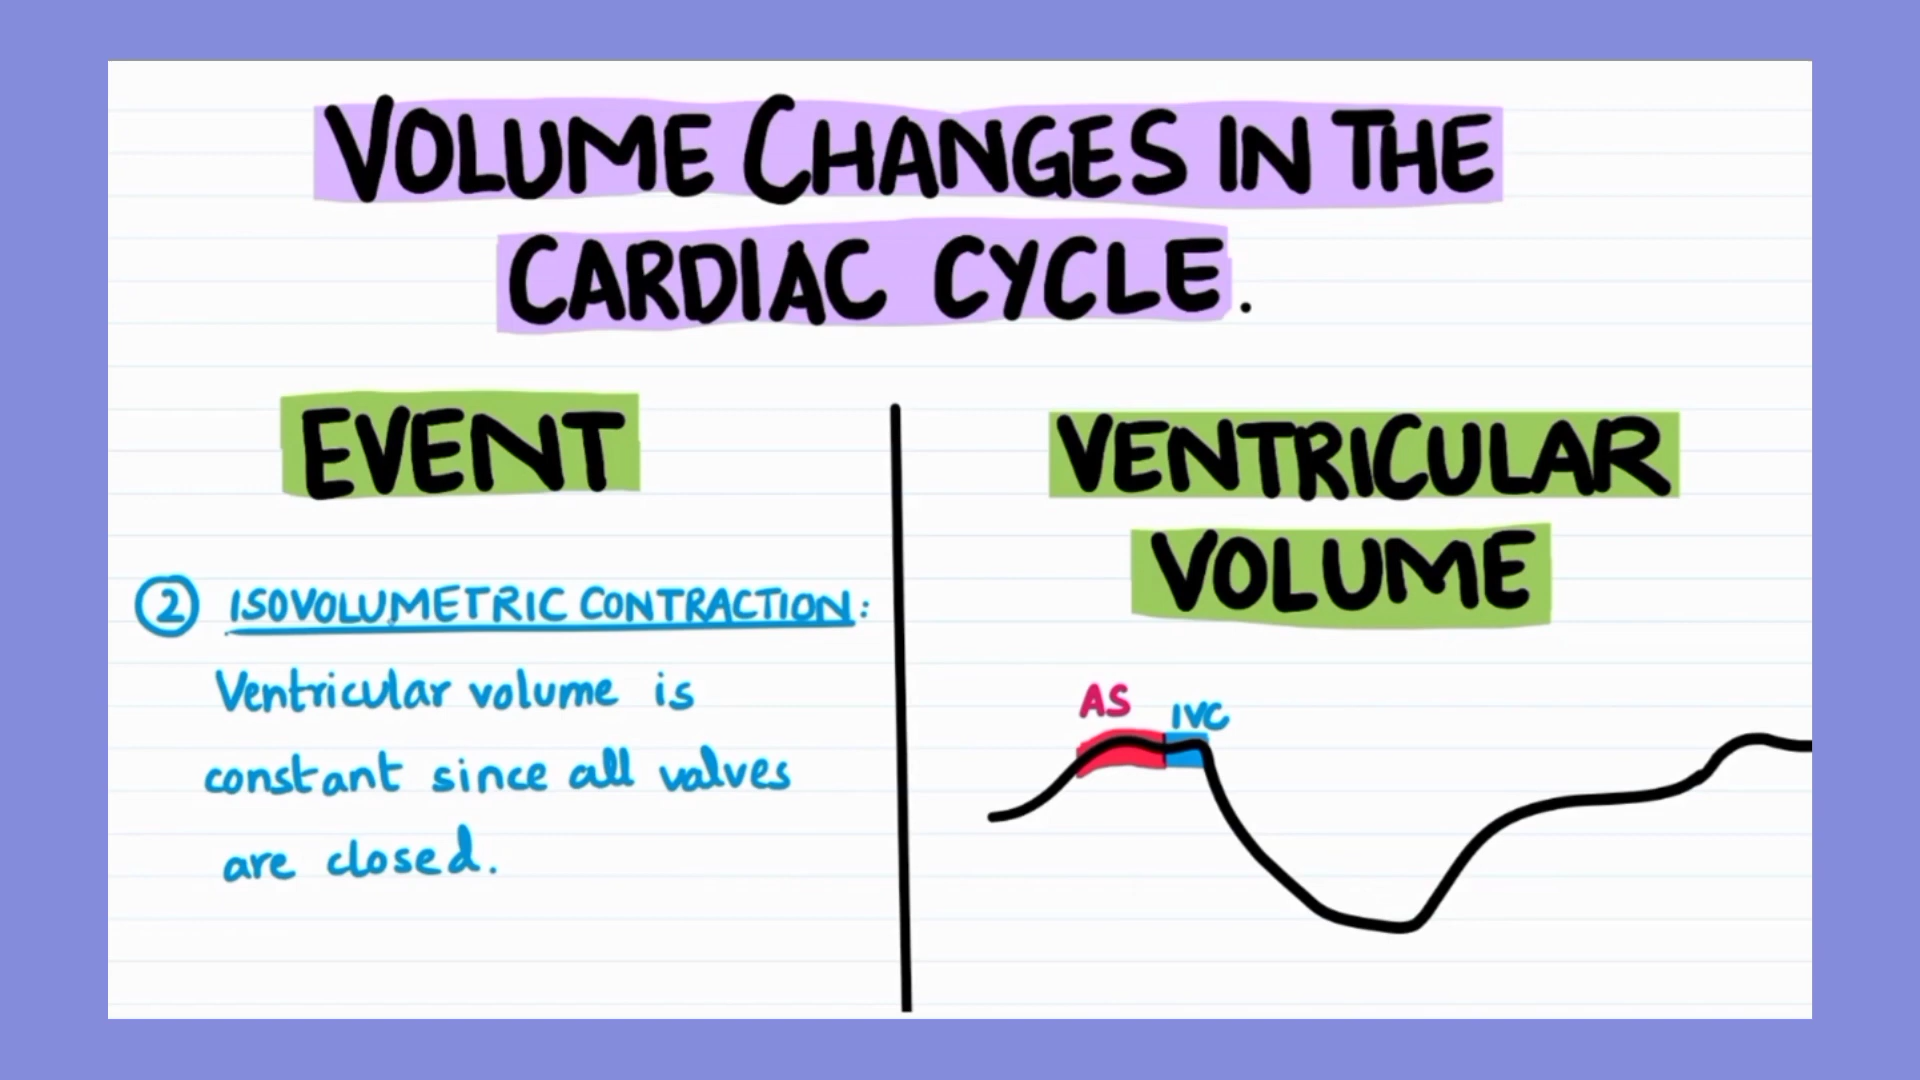 VOLUME CHANGES IN THE
CARDIAC CYCLE.
EVENT
② ISOVOLUMETRIC CONTRACTION:
Ventricular volume is
constant since all valves
are closed.
VENTRICULAR
VOLUME
AS
IVC